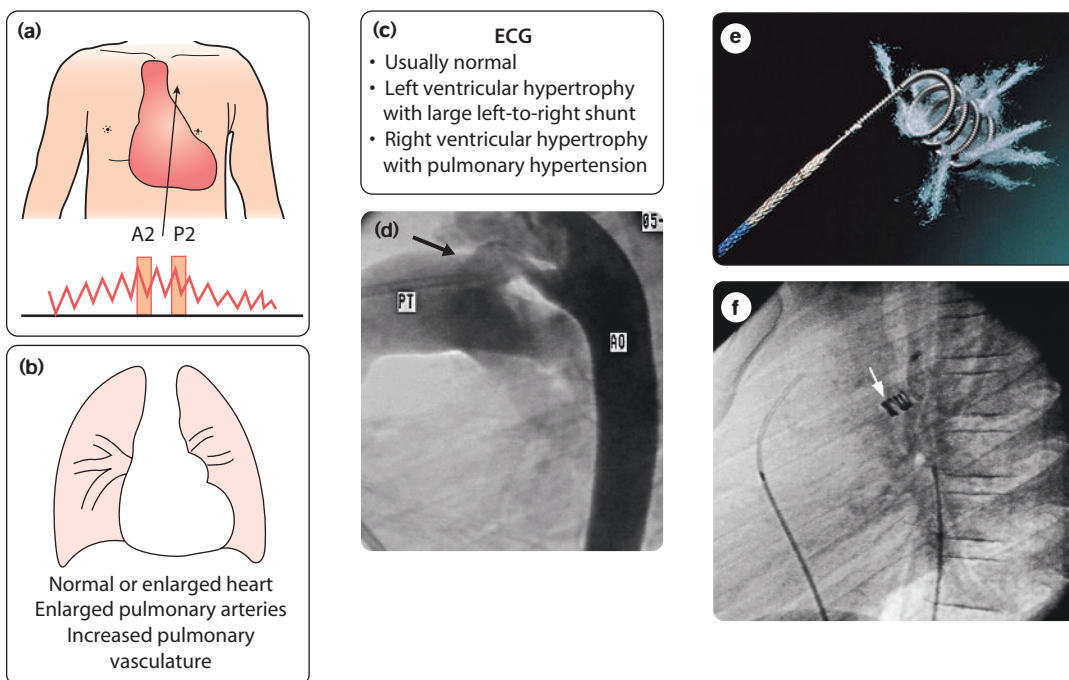 (a)
A2 P2
(b)
Normal or enlarged heart
Enlarged pulmonary arteries
Increased pulmonary
vasculature
(c)
ECG
• Usually normal
• Left ventricular hypertrophy
with large left-to-right shunt
• Right ventricular hypertrophy
with pulmonary hypertension
(d)
05-
PT
AO
e
f